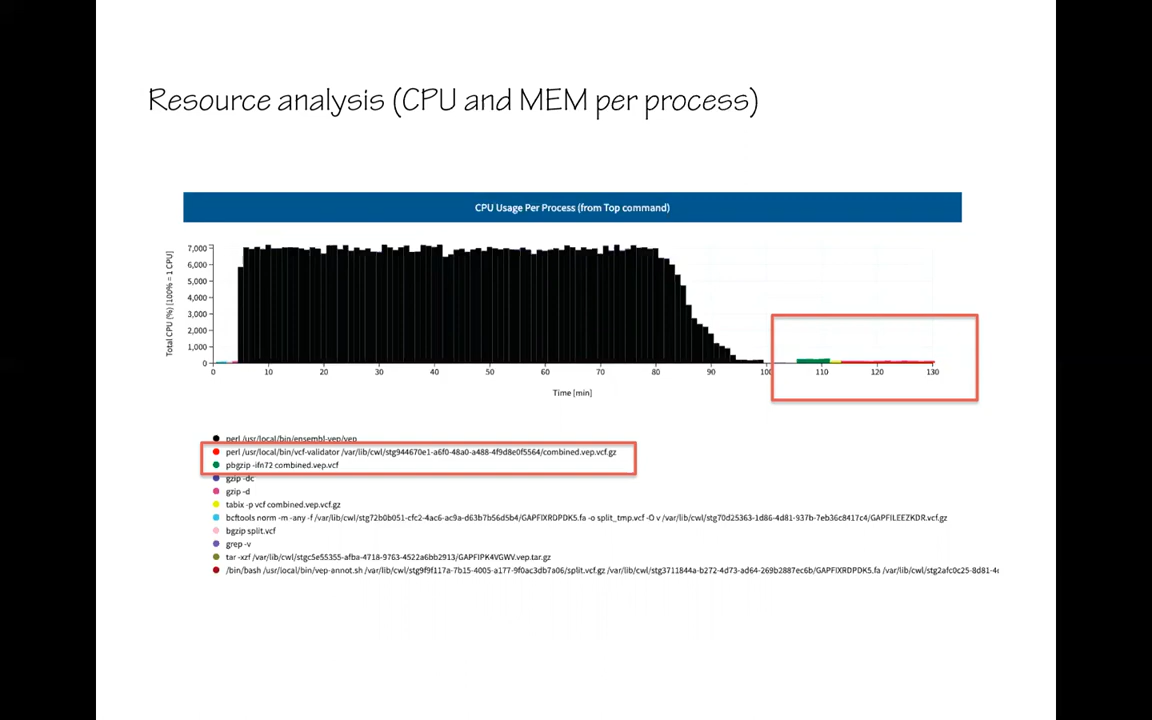 Resource analysis (CPU and MEM per process)
CPU Usage Per Process (from Top command)
Total CPU (%) [100% = 1 CPU]
7,000
6,000
5,000
4,000
3,000
2,000
1,000
0
0 10 20 30 40 50 60 70 80 90 100 110 120 130
Time [min]
perl /usr/local/bin/ensembl-vep/vep
perl /usr/local/bin/vcf-validator /var/lib/cwl/stg944670e1-a6f0-48a0-a488-4f9d8e0f5564/combined.vep.vcf.gz
pbgzip -ifn72 combined.vep.vcf
gzip -dc
gzip -d
tabix -p vcf combined.vep.vcf.gz
bcftools norm -m -any -f /var/lib/cwl/stg72b0b051-cfc2-4ac6-ac9a-d63b7b56d5b4/GAPFIXRDPDK5.fa -o split_tmp.vcf -O v /var/lib/cwl/stg70d25363-1d86-4d81-937b-7eb36c8417c4/GAPFILEEZKDR.vcf.gz
bgzip split.vcf
grep -v
tar -xzf /var/lib/cwl/stgc5e55355-afba-4718-9763-4522a6bb2913/GAPFIPK4VGWV.vep.tar.gz
/bin/bash /usr/local/bin/vep-annot.sh /var/lib/cwl/stg9f9f117a-7b15-4005-a177-9f0ac3db7a06/split.vcf.gz /var/lib/cwl/stg3711844a-b272-4d73-ad64-269b2887ec6b/GAPFIXRDPDK5.fa /var/lib/cwl/stg2afc0c25-8d81-4